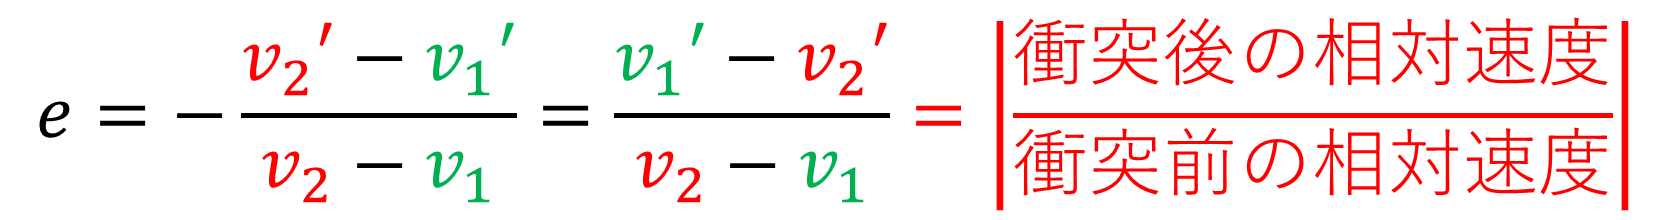 e = −(v₂′ − v₁′)/(v₂ − v₁) = (v₁′ − v₂′)/(v₂ − v₁) = |衝突後の相対速度/衝突前の相対速度|